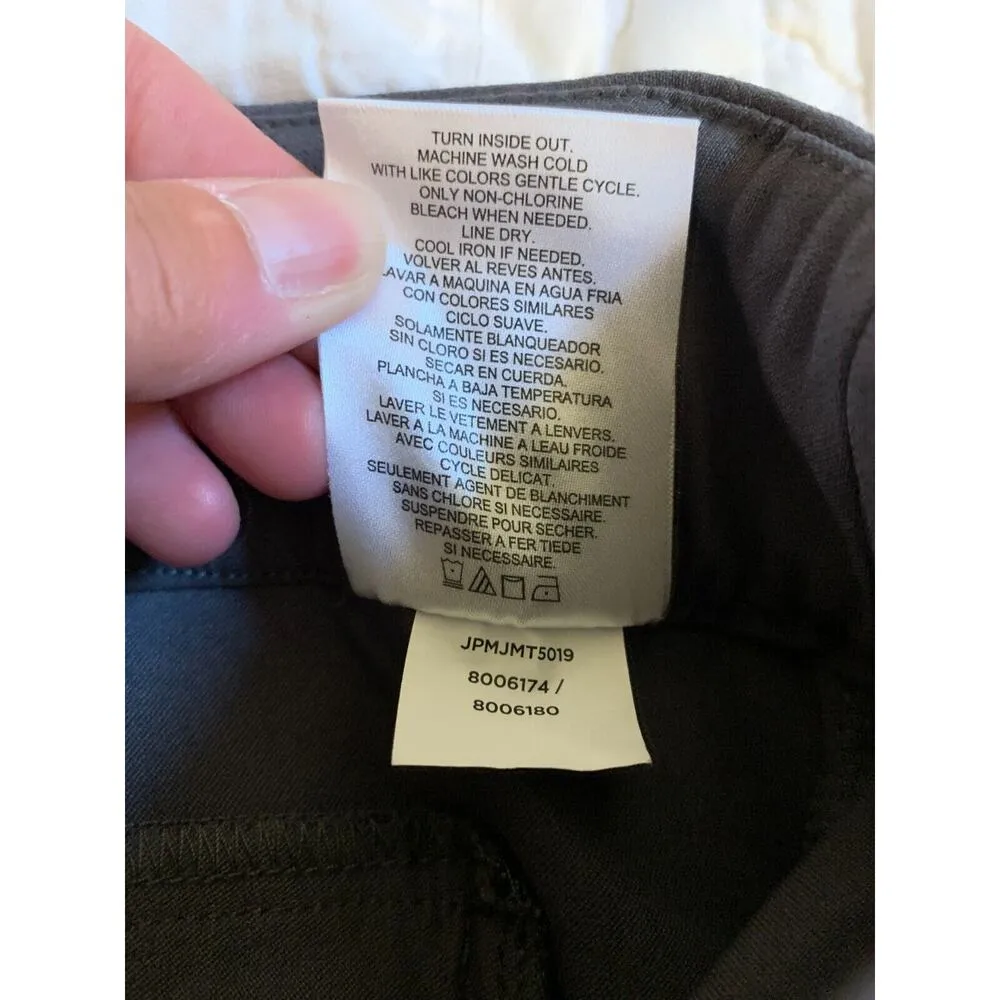 TURN INSIDE OUT.
MACHINE WASH COLD
WITH LIKE COLORS GENTLE CYCLE.
ONLY NON-CHLORINE
BLEACH WHEN NEEDED.
LINE DRY.
COOL IRON IF NEEDED.
VOLVER AL REVES ANTES.
LAVAR A MAQUINA EN AGUA FRIA
CON COLORES SIMILARES
CICLO SUAVE.
SOLAMENTE BLANQUEADOR
SIN CLORO SI ES NECESARIO.
SECAR EN CUERDA.
PLANCHA A BAJA TEMPERATURA
SI ES NECESARIO.
LAVER LE VETEMENT A LENVERS.
LAVER A LA MACHINE A LEAU FROIDE
AVEC COULEURS SIMILAIRES
CYCLE DELICAT.
SEULEMENT AGENT DE BLANCHIMENT
SANS CHLORE SI NECESSAIRE.
SUSPENDRE POUR SECHER.
REPASSER A FER TIEDE
SI NECESSAIRE.
JPMJMT5019
8006174 /
8006180